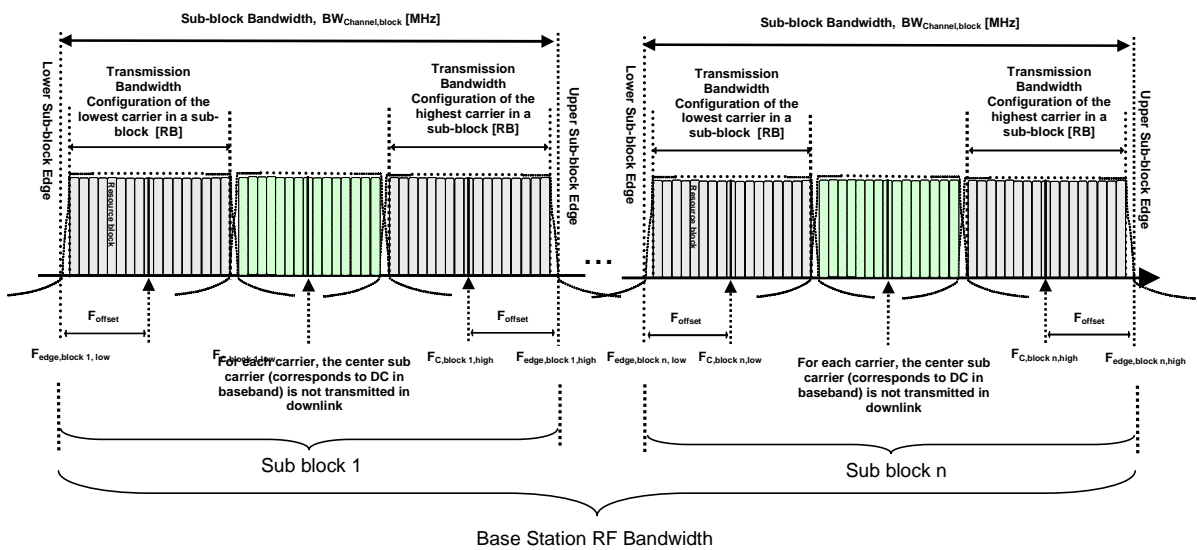 Sub-block Bandwidth, BWChannel,block [MHz]
Sub-block Bandwidth, BWChannel,block [MHz]
Lower Sub-block Edge
Transmission
Bandwidth
Configuration of the
lowest carrier in a sub-
block [RB]
Transmission
Bandwidth
Configuration of the
highest carrier in a
sub-block [RB]
Upper Sub-block Edge
Lower Sub-block Edge
Transmission
Bandwidth
Configuration of the
lowest carrier in a
sub-block [RB]
Transmission
Bandwidth
Configuration of the
highest carrier in a
sub-block [RB]
Upper Sub-block Edge
Resource block
Resource block
...
Foffset
Foffset
Foffset
Foffset
Fedge,block 1, low
FC,block 1,low
FC,block 1,high
Fedge,block 1,high
Fedge,block n, low
FC,block n,low
FC,block n,high
Fedge,block n,high
For each carrier, the center sub
carrier (corresponds to DC in
baseband) is not transmitted in
downlink
For each carrier, the center sub
carrier (corresponds to DC in
baseband) is not transmitted in
downlink
Sub block 1
Sub block n
Base Station RF Bandwidth